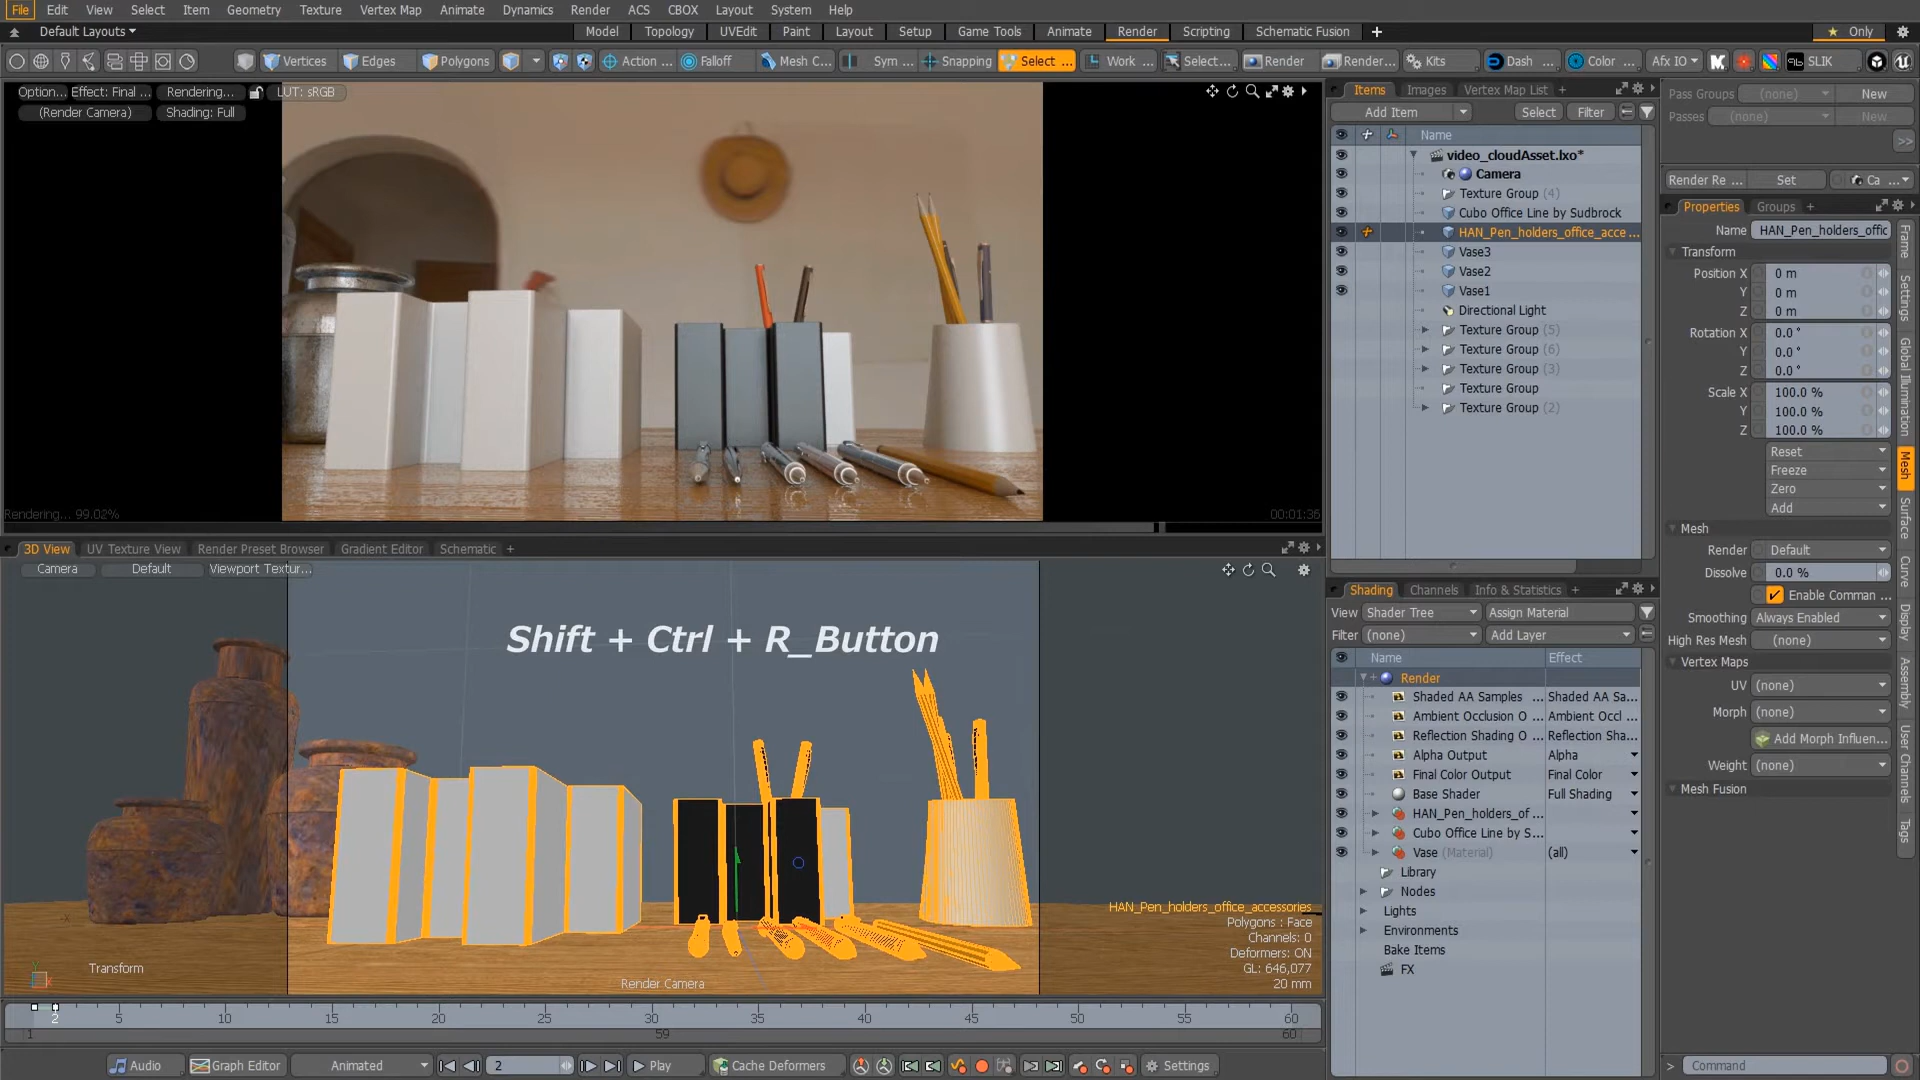 File Edit View Select Item Geometry Texture Vertex Map Animate Dynamics Render ACS CBOX Layout System Help
Default Layouts Model Topology UVEdit Paint Layout Setup Game Tools Animate Render Scripting Schematic Fusion + Only
Vertices Edges Polygons Action ... Falloff Mesh C... Sym ... Snapping Select ... Work ... Select... Render Render... Kits Dash ... Color ... Afx IO SLIK
Option... Effect: Final ... Rendering... LUT: sRGB
(Render Camera) Shading: Full
Rendering... 99.02% 00:01:36
3D View UV Texture View Render Preset Browser Gradient Editor Schematic +
Camera Default Viewport Textur...
Shift + Ctrl + R_Button
HAN_Pen_holders_office_accessories
Polygons : Face
Channels: 0
Deformers: ON
GL: 646,077
20 mm
Transform
Render Camera
2 5 10 15 20 25 30 35 40 45 50 55 60
1 59 60
Audio Graph Editor Animated 2 Play Cache Deformers Settings
Items Images Vertex Map List +
Add Item Select Filter
Name
video_cloudAsset.lxo*
Camera
Texture Group (4)
Cubo Office Line by Sudbrock
HAN_Pen_holders_office_acce ...
Vase3
Vase2
Vase1
Directional Light
Texture Group (5)
Texture Group (6)
Texture Group (3)
Texture Group
Texture Group (2)
Shading Channels Info & Statistics +
View Shader Tree Assign Material
Filter (none) Add Layer
Name Effect
Render
Shaded AA Samples ... Shaded AA Sa...
Ambient Occlusion O ... Ambient Occl ...
Reflection Shading O ... Reflection Sha...
Alpha Output Alpha
Final Color Output Final Color
Base Shader Full Shading
HAN_Pen_holders_of ...
Cubo Office Line by S...
Vase (Material) (all)
Library
Nodes
Lights
Environments
Bake Items
FX
Pass Groups (none) New
Passes (none) New
>>
Render Re ... Set Ca ...
Properties Groups +
Name HAN_Pen_holders_offic
Transform
Position X 0 m
Y 0 m
Z 0 m
Rotation X 0.0 °
Y 0.0 °
Z 0.0 °
Scale X 100.0 %
Y 100.0 %
Z 100.0 %
Reset
Freeze
Zero
Add
Mesh
Render Default
Dissolve 0.0 %
Enable Comman ...
Smoothing Always Enabled
High Res Mesh (none)
Vertex Maps
UV (none)
Morph (none)
Add Morph Influen...
Weight (none)
Mesh Fusion
Frame
Settings
Global Illumination
Mesh
Surface
Curve
Display
Assembly
User Channels
Tags
> Command